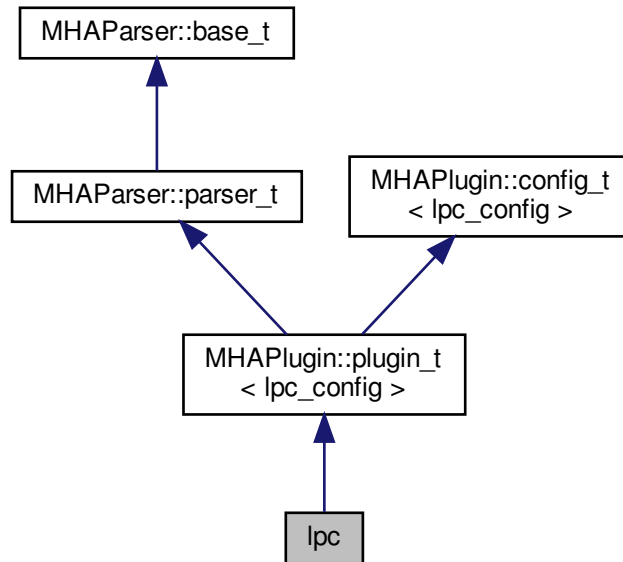 MHAParser::base_t
MHAParser::parser_t
MHAPlugin::config_t
< lpc_config >
MHAPlugin::plugin_t
< lpc_config >
lpc